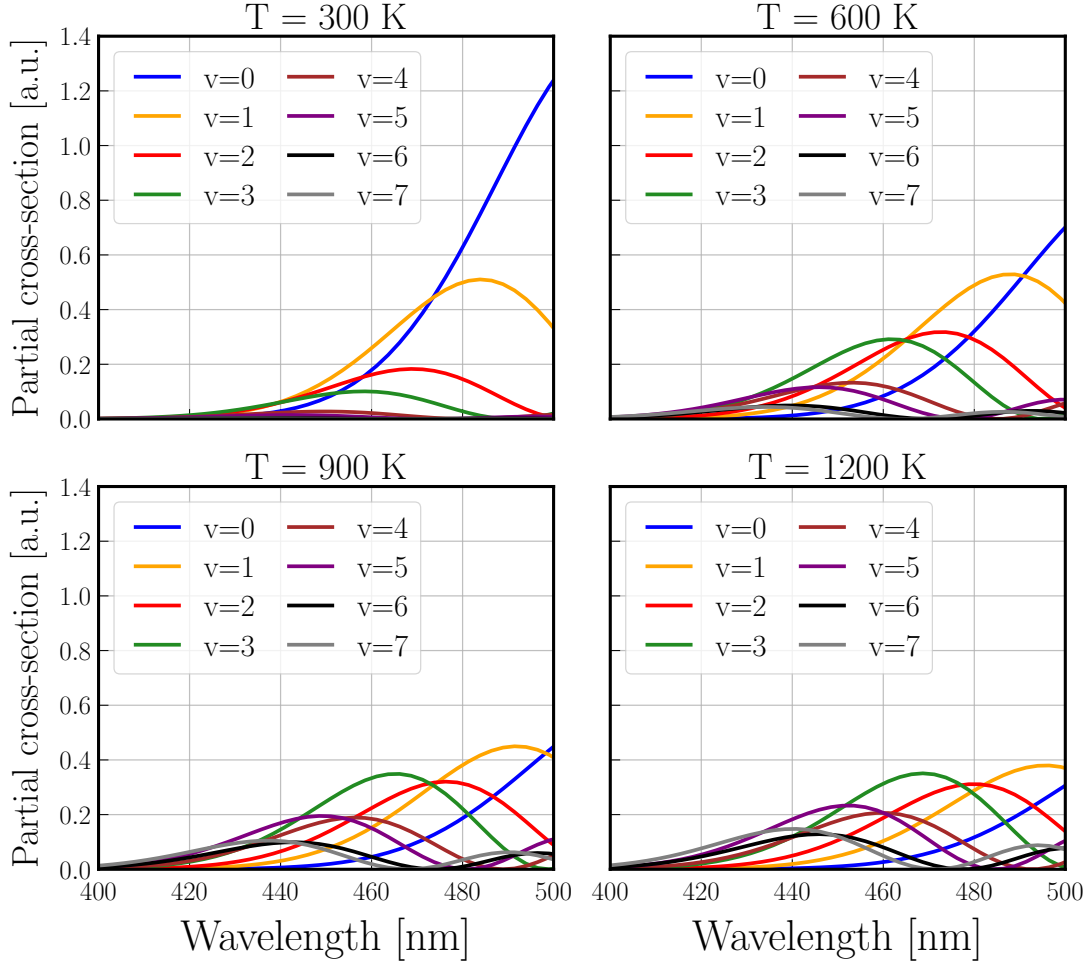 T = 300 K
T = 600 K
Partial cross-section [a.u.]
1.4
1.2
1.0
0.8
0.6
0.4
0.2
0.0
v=0
v=1
v=2
v=3
v=4
v=5
v=6
v=7
v=0
v=1
v=2
v=3
v=4
v=5
v=6
v=7
T = 900 K
T = 1200 K
Partial cross-section [a.u.]
1.4
1.2
1.0
0.8
0.6
0.4
0.2
0.0
v=0
v=1
v=2
v=3
v=4
v=5
v=6
v=7
v=0
v=1
v=2
v=3
v=4
v=5
v=6
v=7
400 420 440 460 480 500
400 420 440 460 480 500
Wavelength [nm]
Wavelength [nm]